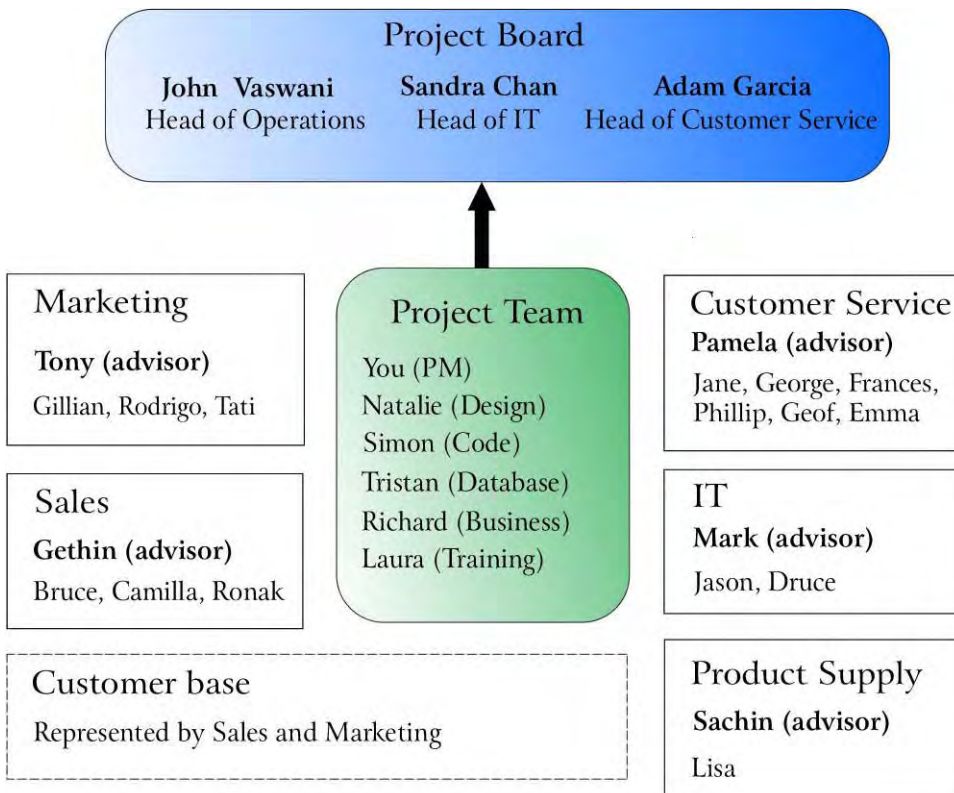 Project Board
John Vaswani
Head of Operations
Sandra Chan
Head of IT
Adam Garcia
Head of Customer Service
Marketing
Tony (advisor)
Gillian, Rodrigo, Tati
Sales
Gethin (advisor)
Bruce, Camilla, Ronak
Project Team
You (PM)
Natalie (Design)
Simon (Code)
Tristan (Database)
Richard (Business)
Laura (Training)
Customer Service
Pamela (advisor)
Jane, George, Frances,
Phillip, Geof, Emma
IT
Mark (advisor)
Jason, Druce
Customer base
Represented by Sales and Marketing
Product Supply
Sachin (advisor)
Lisa